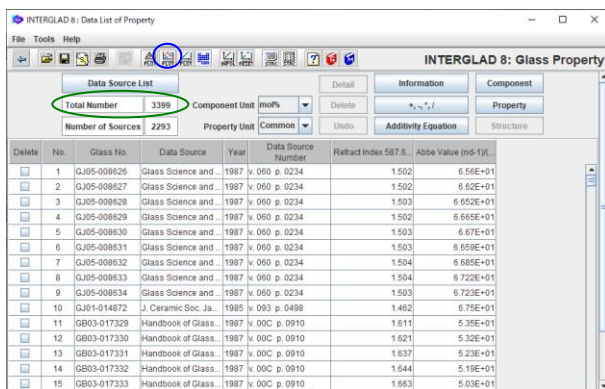 INTERGLAD 8: Data List of Property
File Tools Help
INTERGLAD 8: Glass Property
Data Source List Detail Information Component
Total Number 3399 Component Unit mol% Delete +, -, *, / Property
Number of Sources 2293 Property Unit Common Undo Additivity Equation Structure
Delete No. Glass No. Data Source Year Data Source Number Refract Index 587.6... Abbe Value (nd-1)/(...
1 GJ05-008626 Glass Science and ... 1987 v. 060 p. 0234 1.502 6.56E+01
2 GJ05-008627 Glass Science and ... 1987 v. 060 p. 0234 1.502 6.62E+01
3 GJ05-008628 Glass Science and ... 1987 v. 060 p. 0234 1.503 6.652E+01
4 GJ05-008629 Glass Science and ... 1987 v. 060 p. 0234 1.502 6.665E+01
5 GJ05-008630 Glass Science and ... 1987 v. 060 p. 0234 1.503 6.67E+01
6 GJ05-008631 Glass Science and ... 1987 v. 060 p. 0234 1.503 6.659E+01
7 GJ05-008632 Glass Science and ... 1987 v. 060 p. 0234 1.504 6.685E+01
8 GJ05-008633 Glass Science and ... 1987 v. 060 p. 0234 1.504 6.722E+01
9 GJ05-008634 Glass Science and ... 1987 v. 060 p. 0234 1.503 6.723E+01
10 GJ01-014872 J. Ceramic Soc. Ja... 1985 v. 093 p. 0498 1.462 6.75E+01
11 GB03-017329 Handbook of Glass... 1987 v. 00C p. 0910 1.611 5.35E+01
12 GB03-017330 Handbook of Glass... 1987 v. 00C p. 0910 1.621 5.32E+01
13 GB03-017331 Handbook of Glass... 1987 v. 00C p. 0910 1.637 5.23E+01
14 GB03-017332 Handbook of Glass... 1987 v. 00C p. 0910 1.644 5.19E+01
15 GB03-017333 Handbook of Glass... 1987 v. 00C p. 0910 1.663 5.03E+01